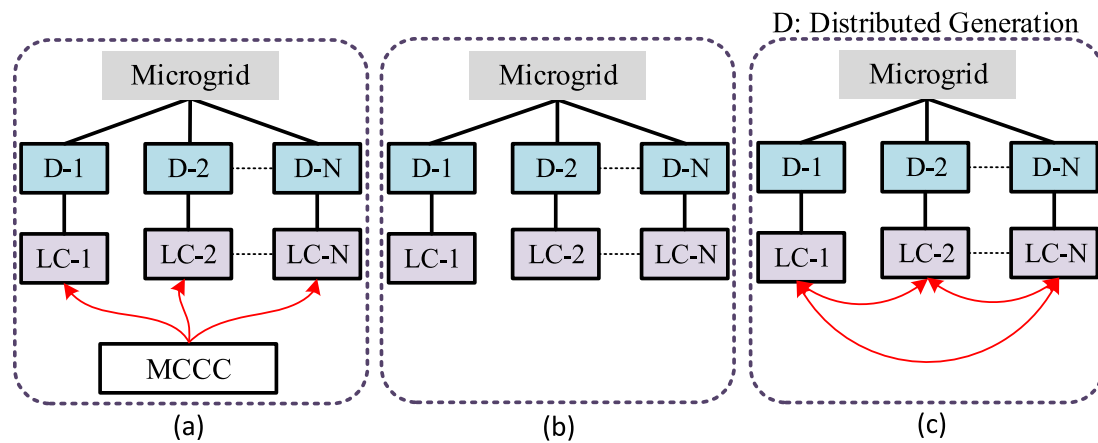 D: Distributed Generation
Microgrid
D-1 D-2 D-N
LC-1 LC-2 LC-N
MCCC
(a)
D-1 D-2 D-N
LC-1 LC-2 LC-N
(b)
Microgrid
D-1 D-2 D-N
LC-1 LC-2 LC-N
(c)